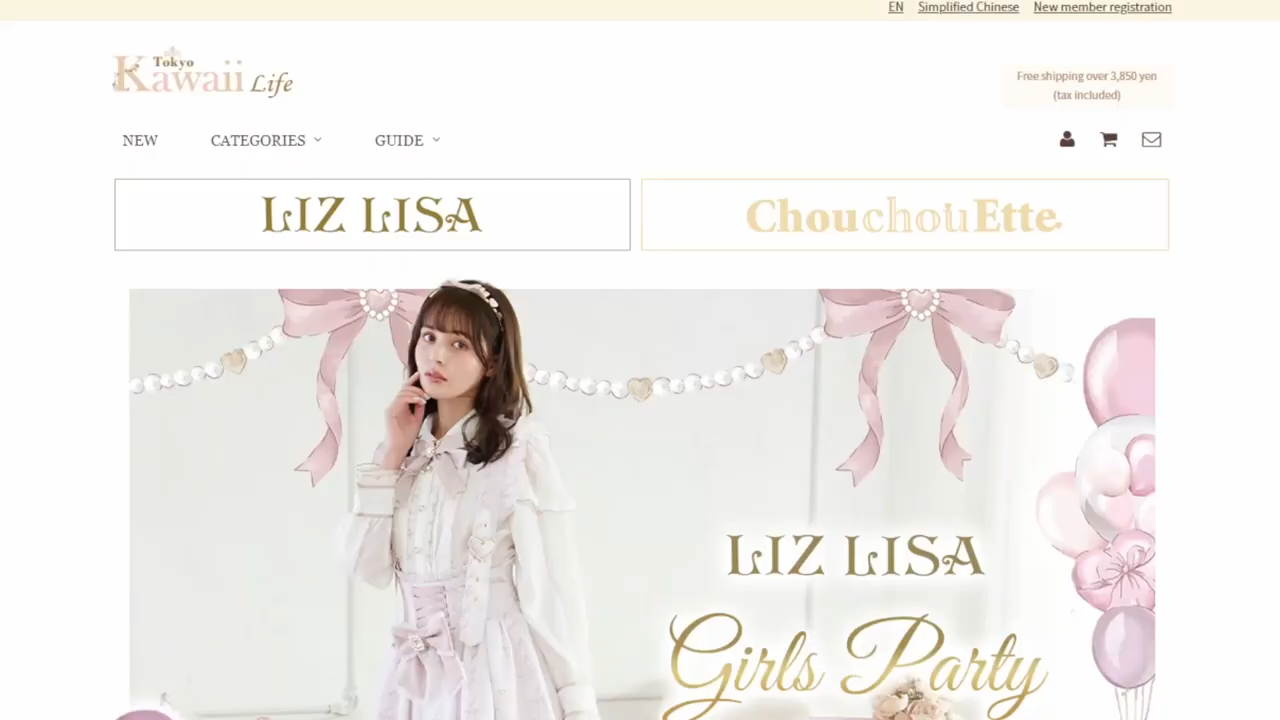 EN Simplified Chinese New member registration
Tokyo
Kawaii Life
Free shipping over 3,850 yen
(tax included)
NEW CATEGORIES GUIDE
LIZ LISA
ChouchouEtte
LIZ LISA
Girls Party